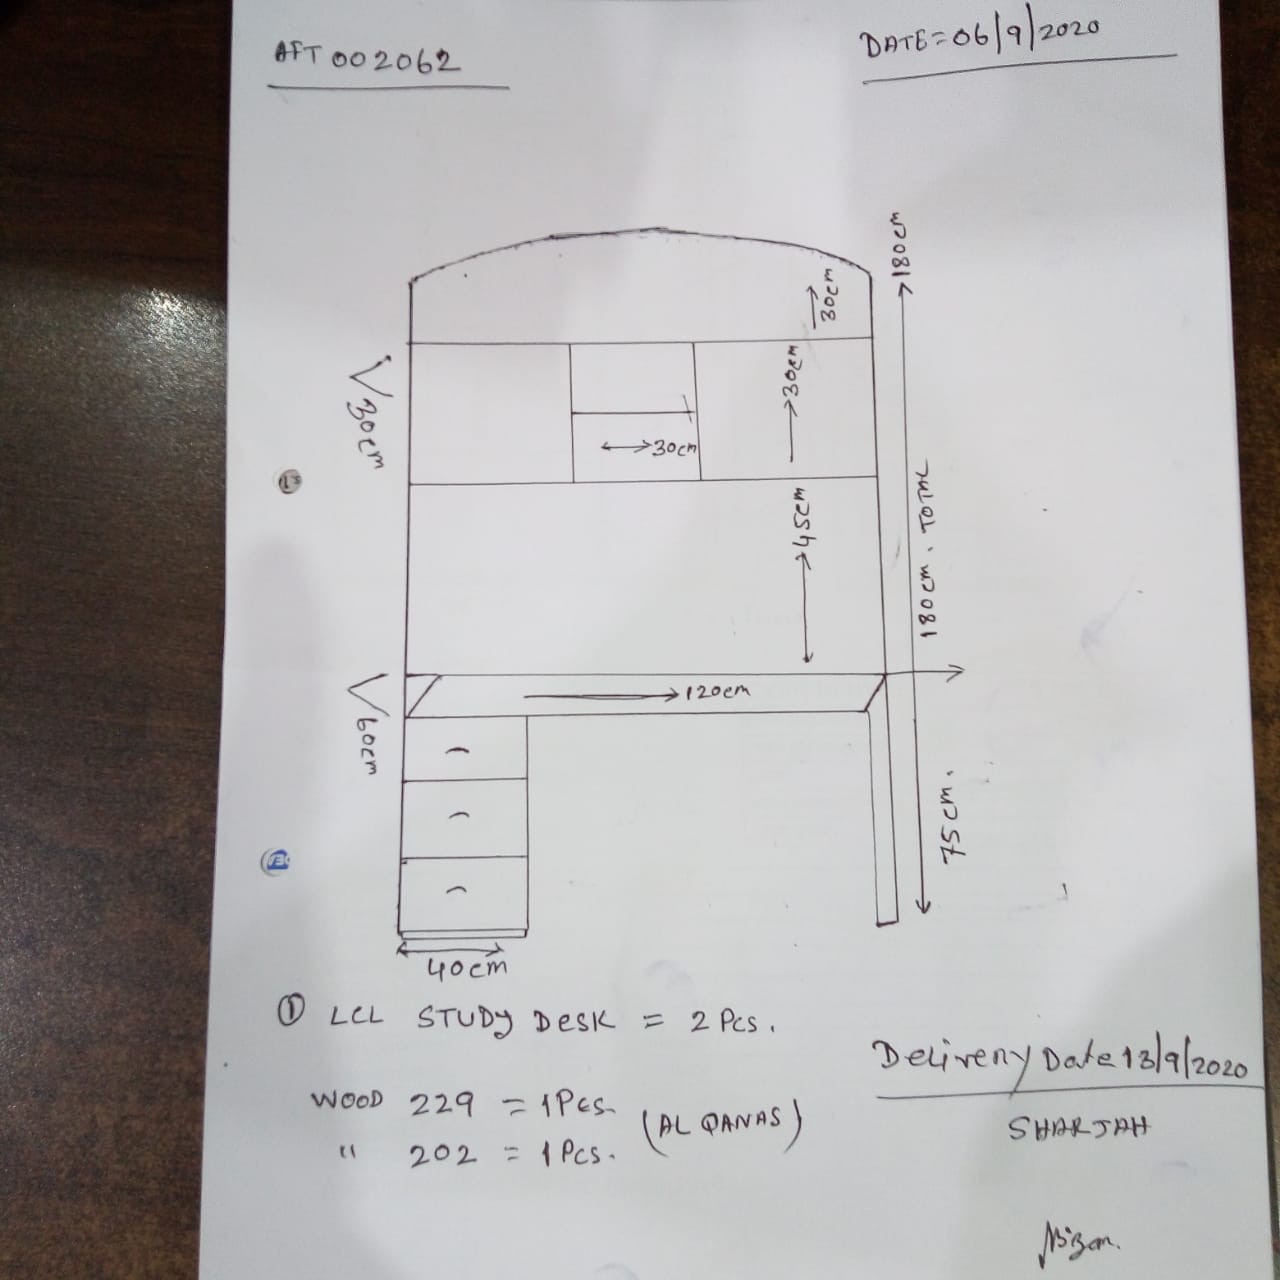 AFT 002062
DATE=06/9/2020
180cm
30cm
30cm
30cm
30cm
45cm
180cm. TOTAL
120cm
60cm
75cm.
40cm
① LCL STUDY DESK = 2 Pcs.
Delivery Date 13/9/2020
WOOD 229 = 1Pcs.
(AL QANAS)
SHARJAH
" 202 = 1 Pcs.